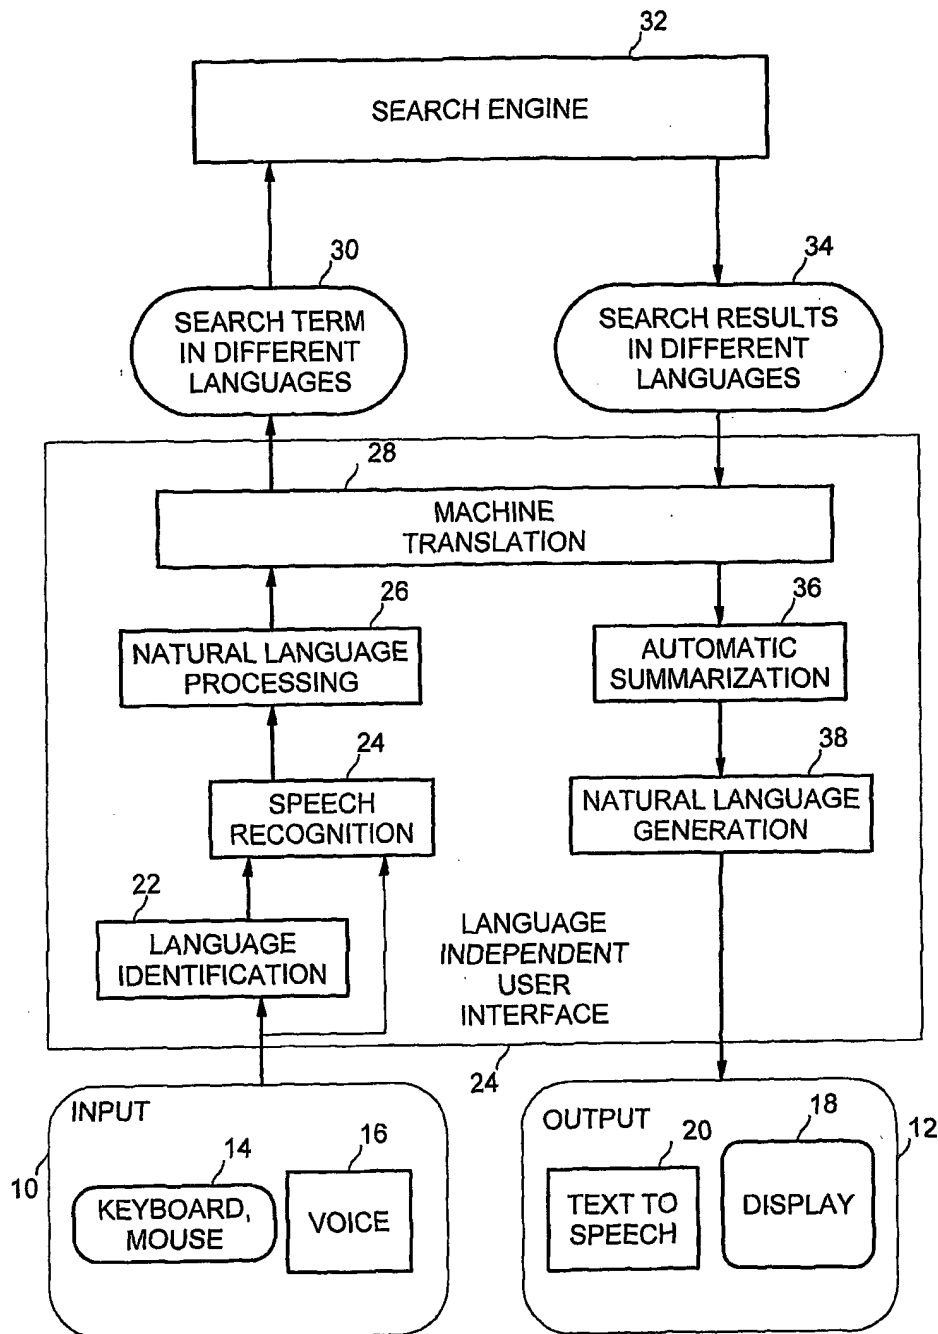 32
SEARCH ENGINE
30
SEARCH TERM
IN DIFFERENT
LANGUAGES
34
SEARCH RESULTS
IN DIFFERENT
LANGUAGES
28
MACHINE
TRANSLATION
26
NATURAL LANGUAGE
PROCESSING
36
AUTOMATIC
SUMMARIZATION
24
SPEECH
RECOGNITION
38
NATURAL LANGUAGE
GENERATION
22
LANGUAGE
IDENTIFICATION
LANGUAGE
INDEPENDENT
USER
INTERFACE
24
INPUT
10
14
KEYBOARD,
MOUSE
16
VOICE
OUTPUT
20
TEXT TO
SPEECH
18
DISPLAY
12